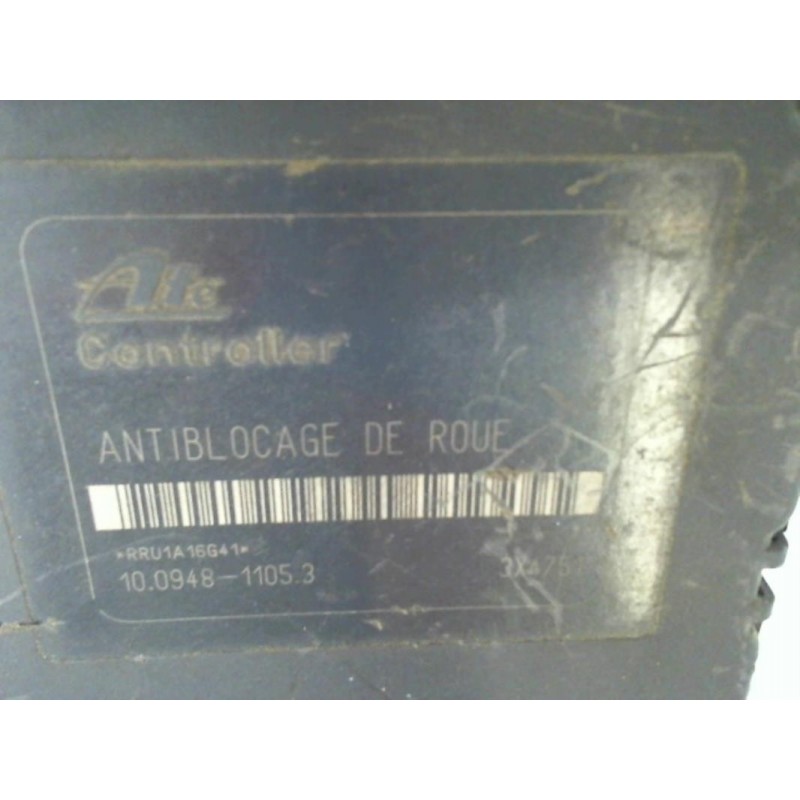 Ate
Controller
ANTIBLOCAGE DE ROUE
*RRU1A16G41*
10.0948-1105.3